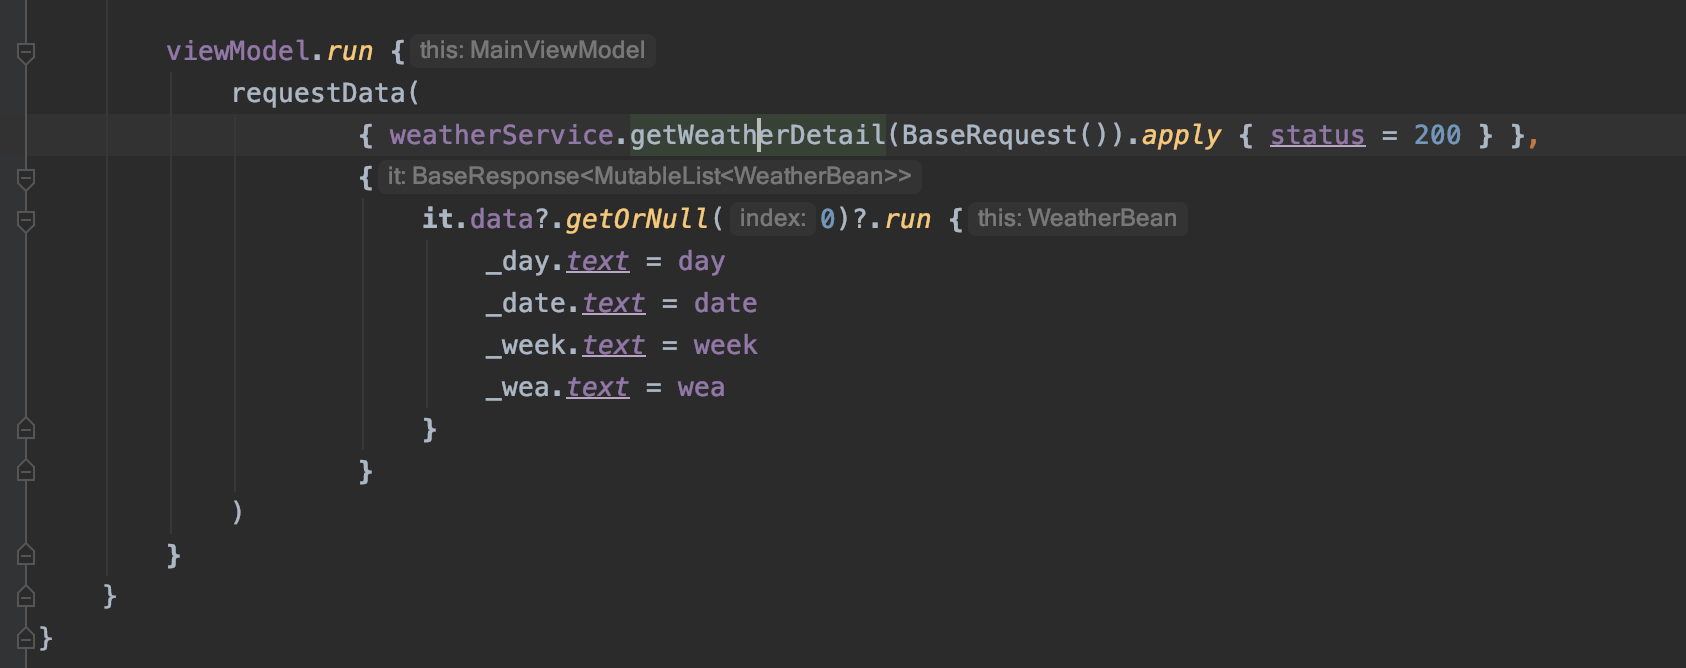 viewModel.run { this: MainViewModel
requestData(
{ weatherService.getWeatherDetail(BaseRequest()).apply { status = 200 } },
{ it: BaseResponse<MutableList<WeatherBean>>
it.data?.getOrNull( index: 0)?.run { this: WeatherBean
_day.text = day
_date.text = date
_week.text = week
_wea.text = wea
}
}
)
}
}
}